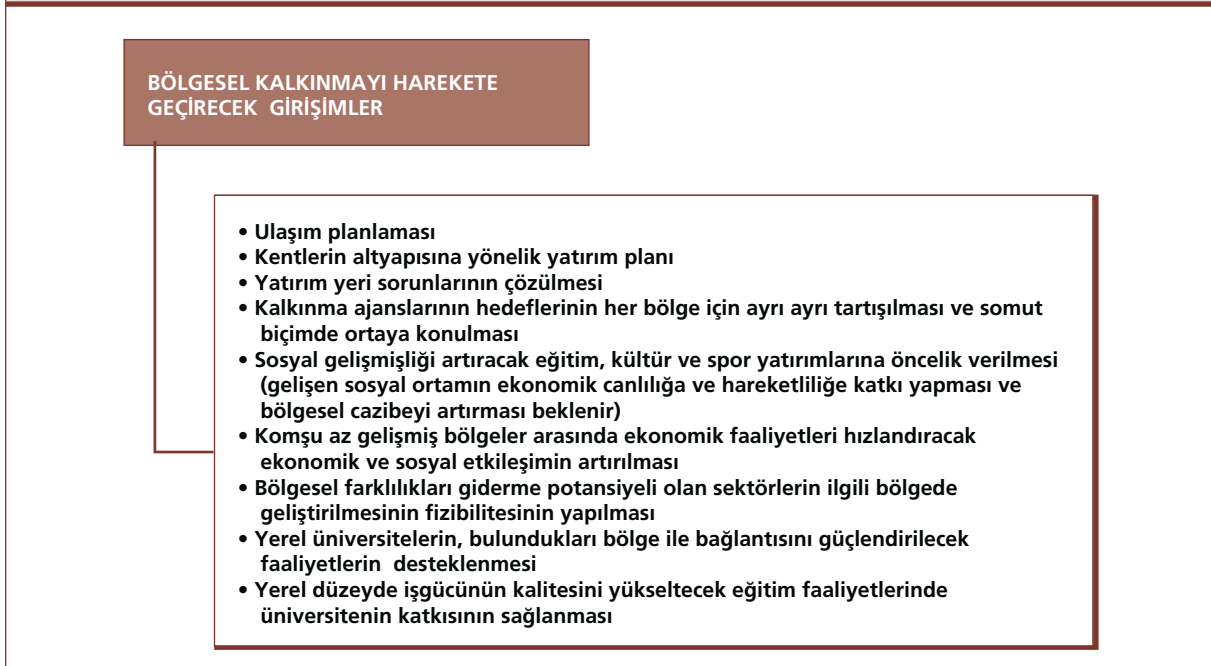 BÖLGESEL KALKINMAYI HAREKETE
GEÇİRECEK GİRİŞİMLER
• Ulaşım planlaması
• Kentlerin altyapısına yönelik yatırım planı
• Yatırım yeri sorunlarının çözülmesi
• Kalkınma ajanslarının hedeflerinin her bölge için ayrı ayrı tartışılması ve somut
biçimde ortaya konulması
• Sosyal gelişmişliği artıracak eğitim, kültür ve spor yatırımlarına öncelik verilmesi
(gelişen sosyal ortamın ekonomik canlılığa ve hareketliliğe katkı yapması ve
bölgesel cazibeyi artırması beklenir)
• Komşu az gelişmiş bölgeler arasında ekonomik faaliyetleri hızlandıracak
ekonomik ve sosyal etkileşimin artırılması
• Bölgesel farklılıkları giderme potansiyeli olan sektörlerin ilgili bölgede
geliştirilmesinin fizibilitesinin yapılması
• Yerel üniversitelerin, bulundukları bölge ile bağlantısını güçlendirilecek
faaliyetlerin desteklenmesi
• Yerel düzeyde işgücünün kalitesini yükseltecek eğitim faaliyetlerinde
üniversitenin katkısının sağlanması